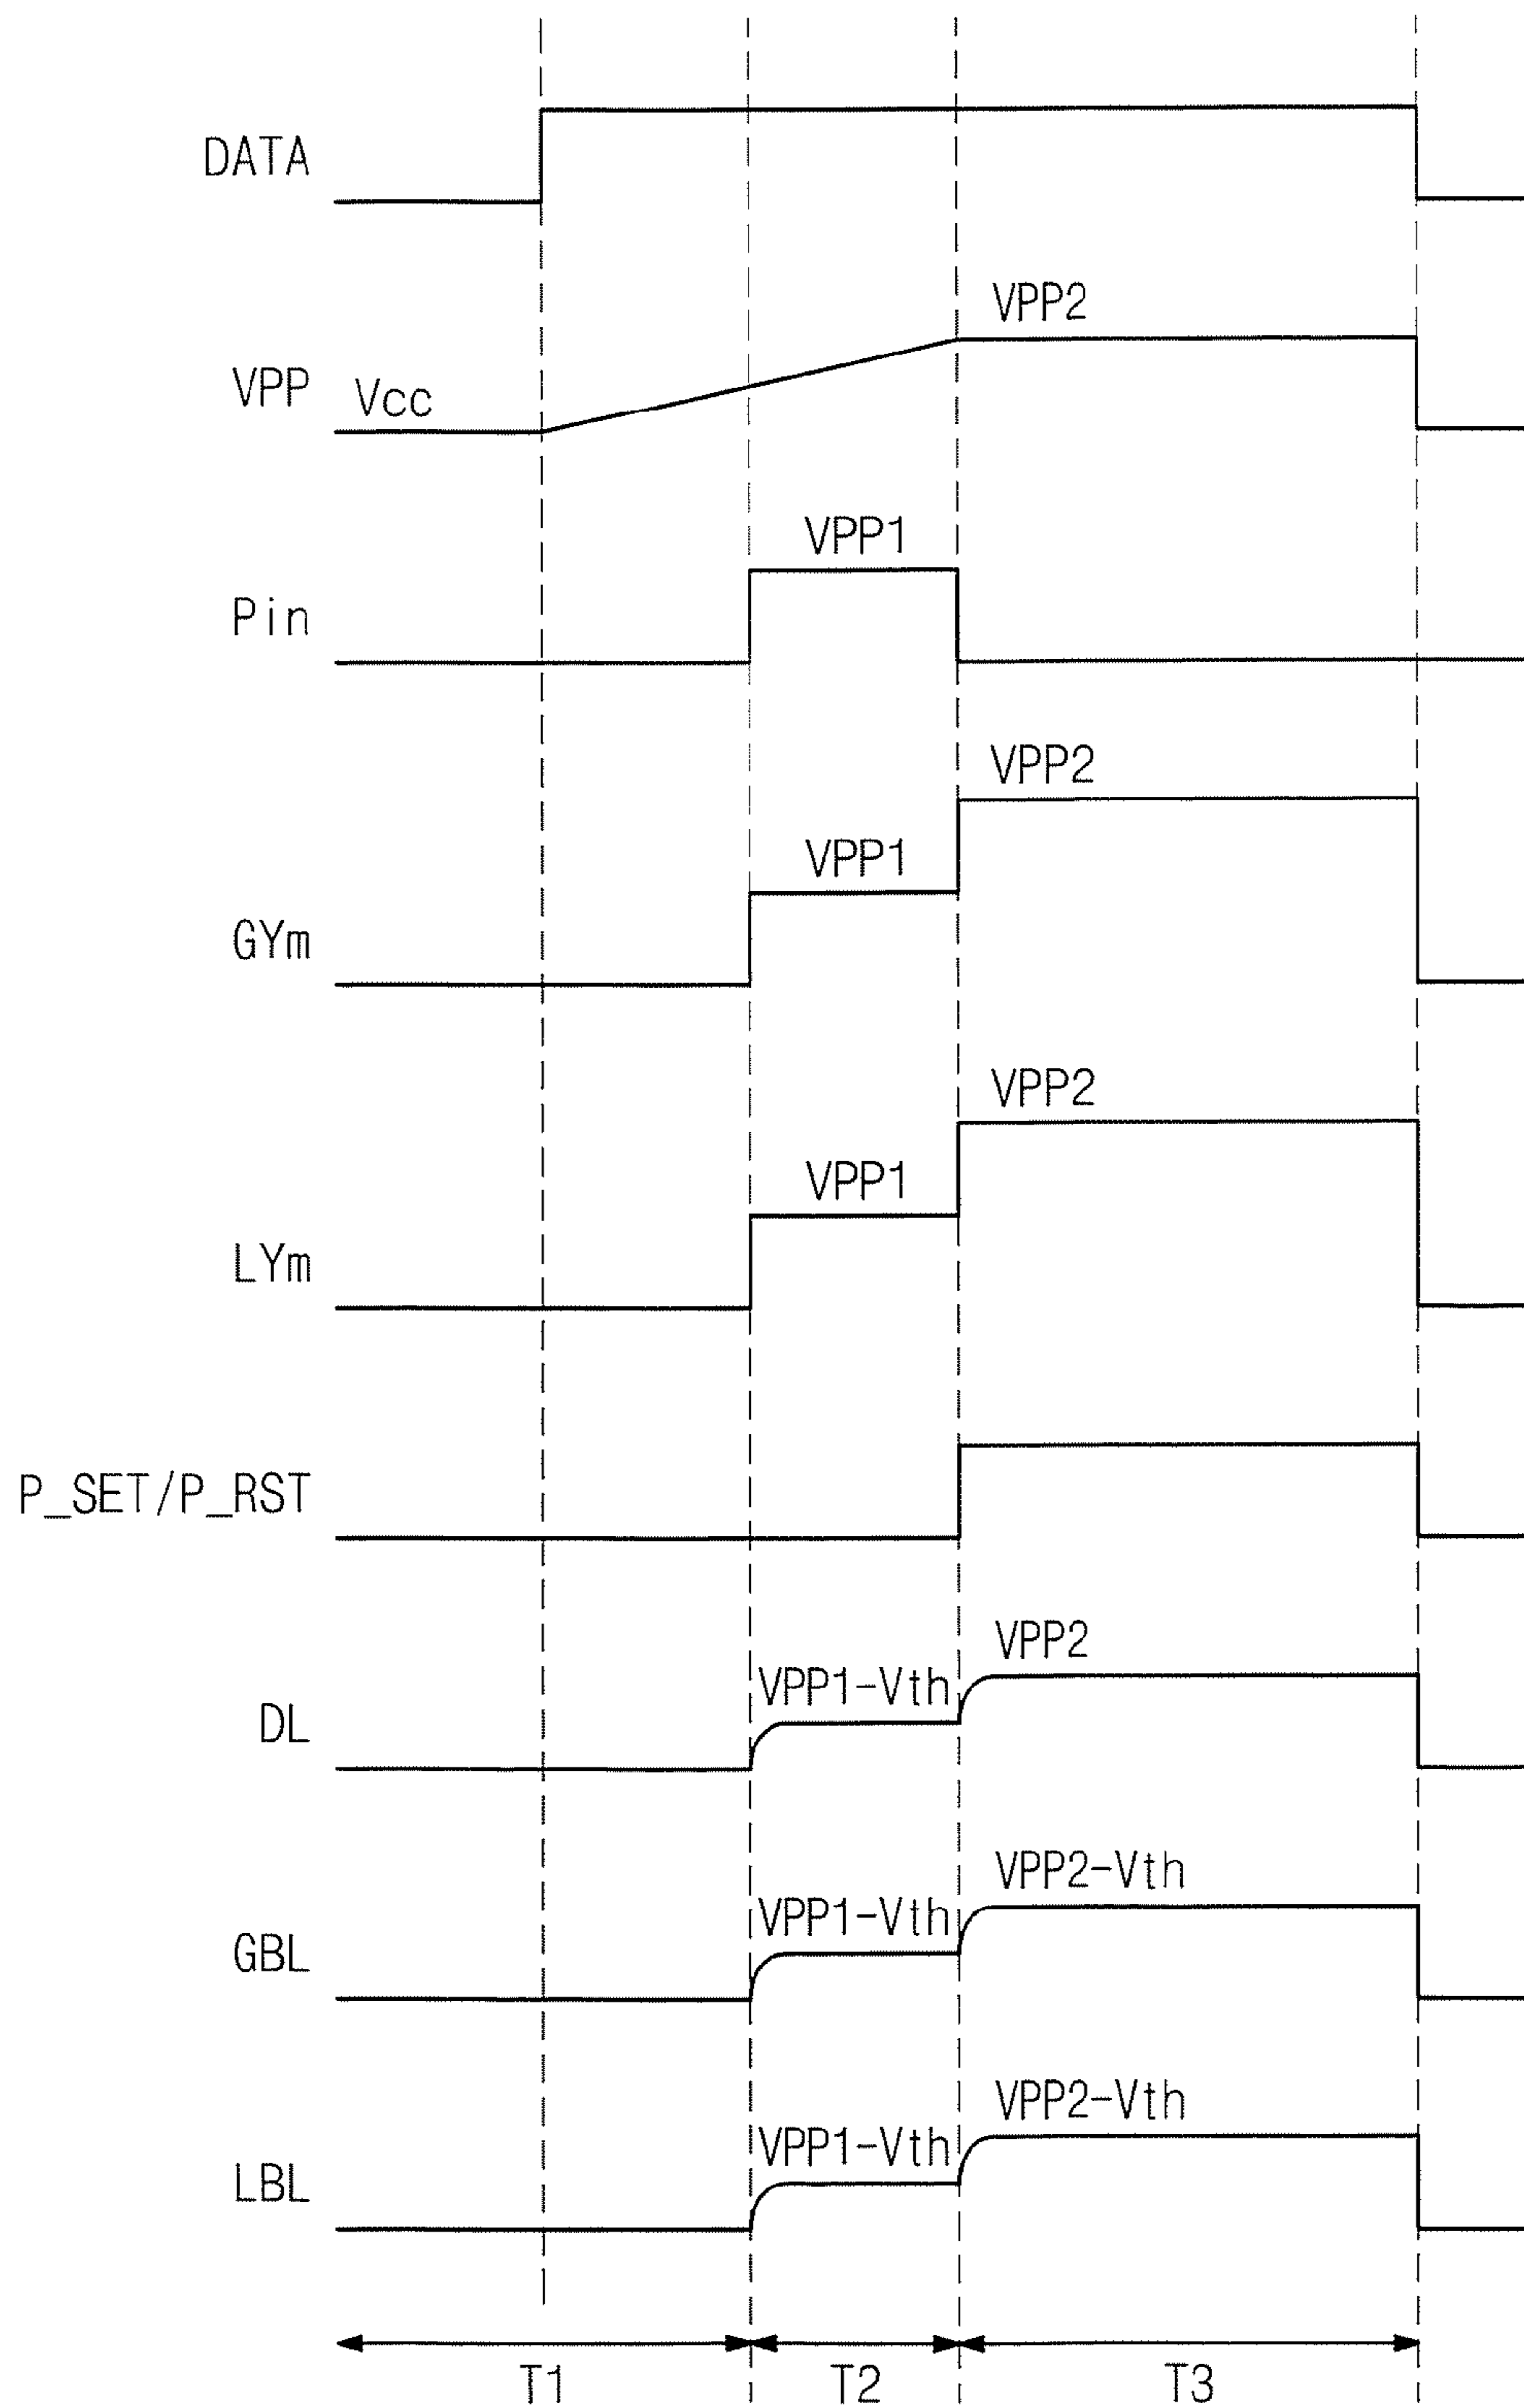 DATA
VPP2
VPP Vcc
VPP1
Pin
VPP2
VPP1
GYm
VPP2
VPP1
LYm
P_SET/P_RST
VPP2
VPP1-Vth
DL
VPP2-Vth
VPP1-Vth
GBL
VPP2-Vth
VPP1-Vth
LBL
T1 T2 T3